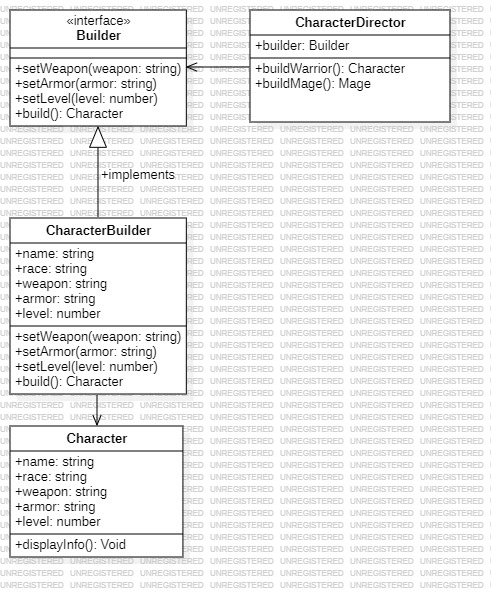 «interface»
Builder
+setWeapon(weapon: string)
+setArmor(armor: string)
+setLevel(level: number)
+build(): Character
CharacterDirector
+builder: Builder
+buildWarrior(): Character
+buildMage(): Mage
+implements
CharacterBuilder
+name: string
+race: string
+weapon: string
+armor: string
+level: number
+setWeapon(weapon: string)
+setArmor(armor: string)
+setLevel(level: number)
+build(): Character
Character
+name: string
+race: string
+weapon: string
+armor: string
+level: number
+displayInfo(): Void
UNREGISTERED